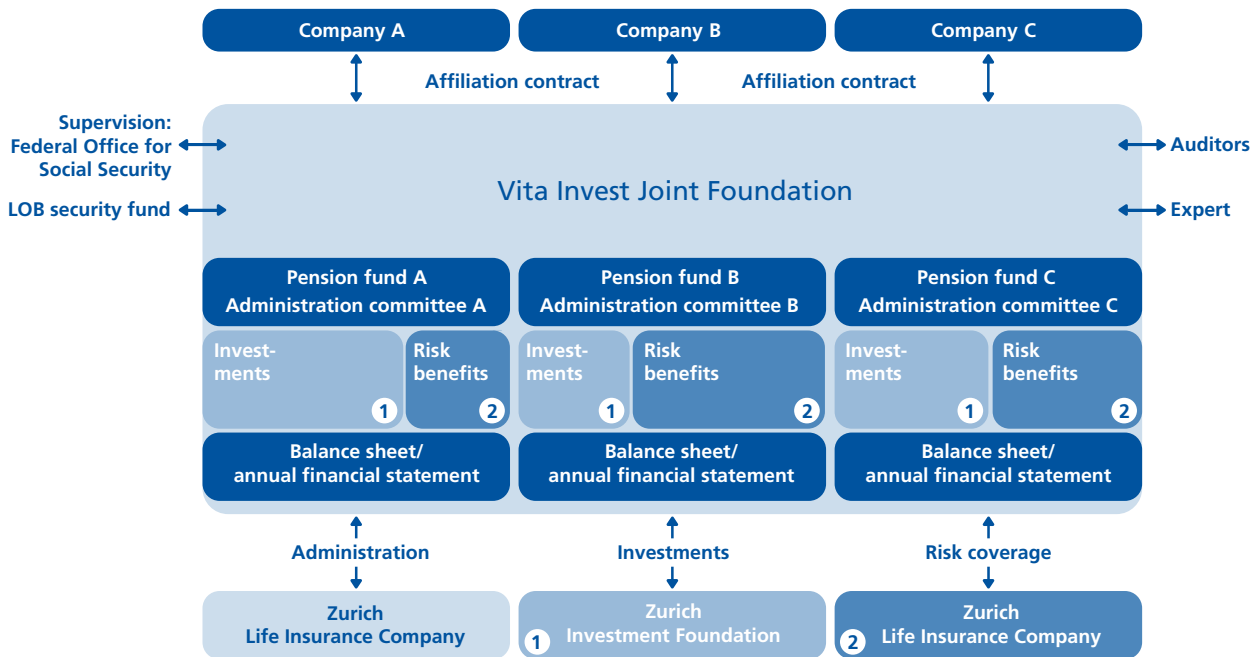 Company A
Company B
Company C
Affiliation contract
Affiliation contract
Supervision:
Federal Office for
Social Security
LOB security fund
Auditors
Expert
Vita Invest Joint Foundation
Pension fund A
Administration committee A
Pension fund B
Administration committee B
Pension fund C
Administration committee C
Invest-
ments
1
Risk
benefits
2
Invest-
ments
1
Risk
benefits
2
Invest-
ments
1
Risk
benefits
2
Balance sheet/
annual financial statement
Balance sheet/
annual financial statement
Balance sheet/
annual financial statement
Administration
Investments
Risk coverage
Zurich
Life Insurance Company
1
Zurich
Investment Foundation
2
Zurich
Life Insurance Company